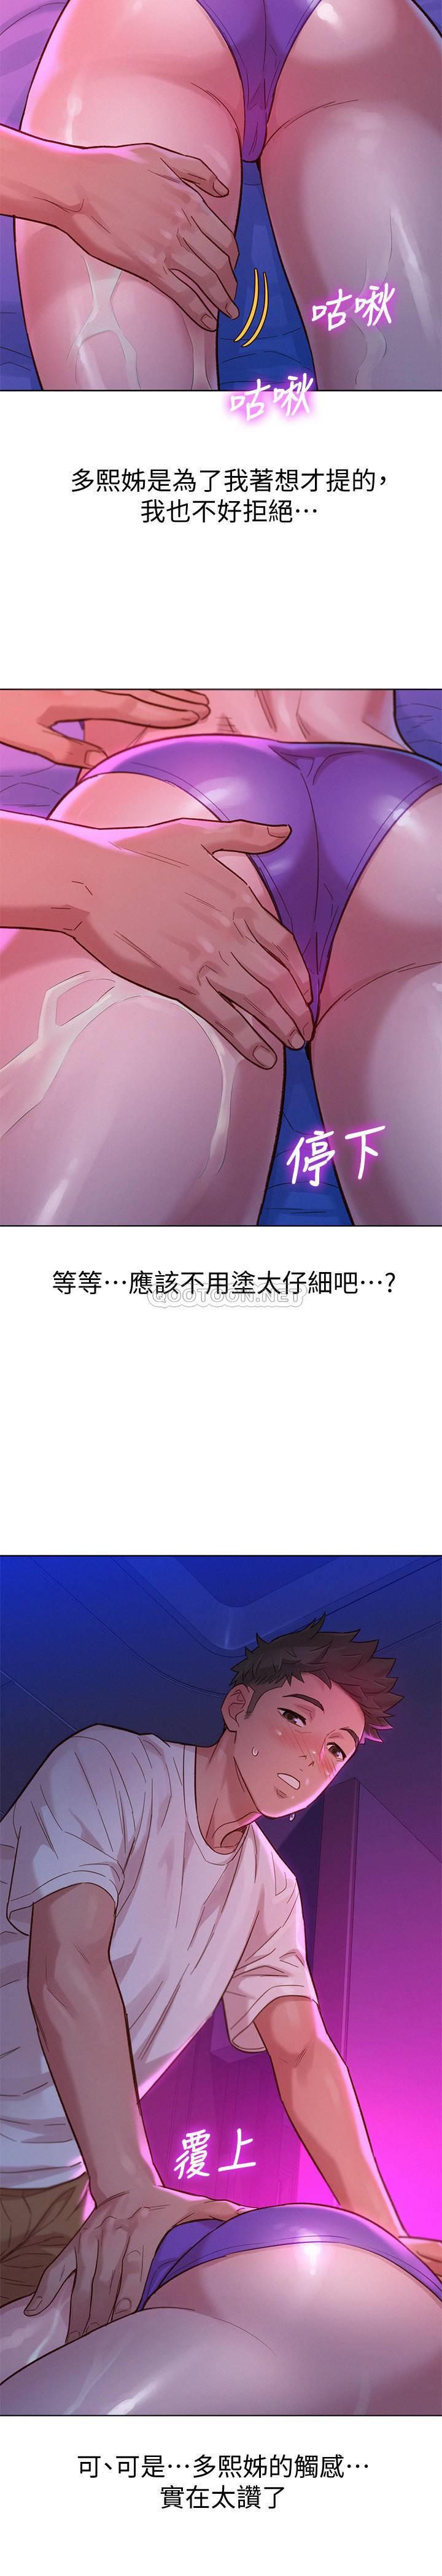 咕啾
咕啾
多熙姊是為了我著想才提的,
我也不好拒絕…
停下
等等…應該不用塗太仔細吧…?
QOOTOON.NET
覆上
可、可是…多熙姊的觸感…
實在太讚了